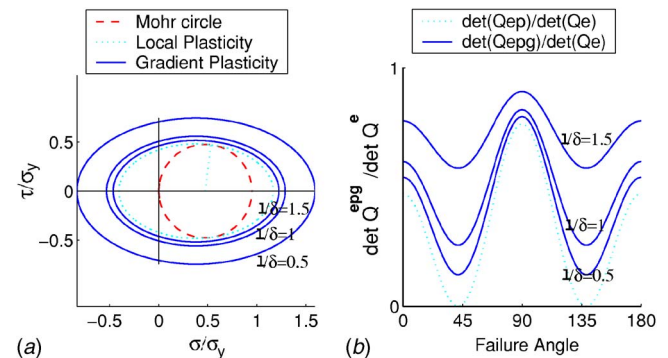 Mohr circle
Local Plasticity
Gradient Plasticity
τ/σy
0.5
0
−0.5
1/δ=1.5
1/δ=1
1/δ=0.5
−0.5
0
0.5
1
1.5
(a)
σ/σy
det(Qep)/det(Qe)
det(Qepg)/det(Qe)
det Q^epg /det Q^e
1
0
1/δ=1.5
1/δ=1
1/δ=0.5
0
45
90
135
180
(b)
Failure Angle